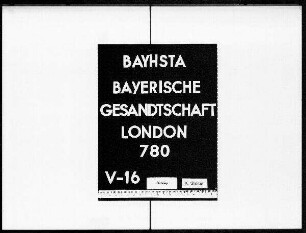 BAYHSTA
BAYERISCHE
GESANDTSCHAFT
LONDON
780
V-16